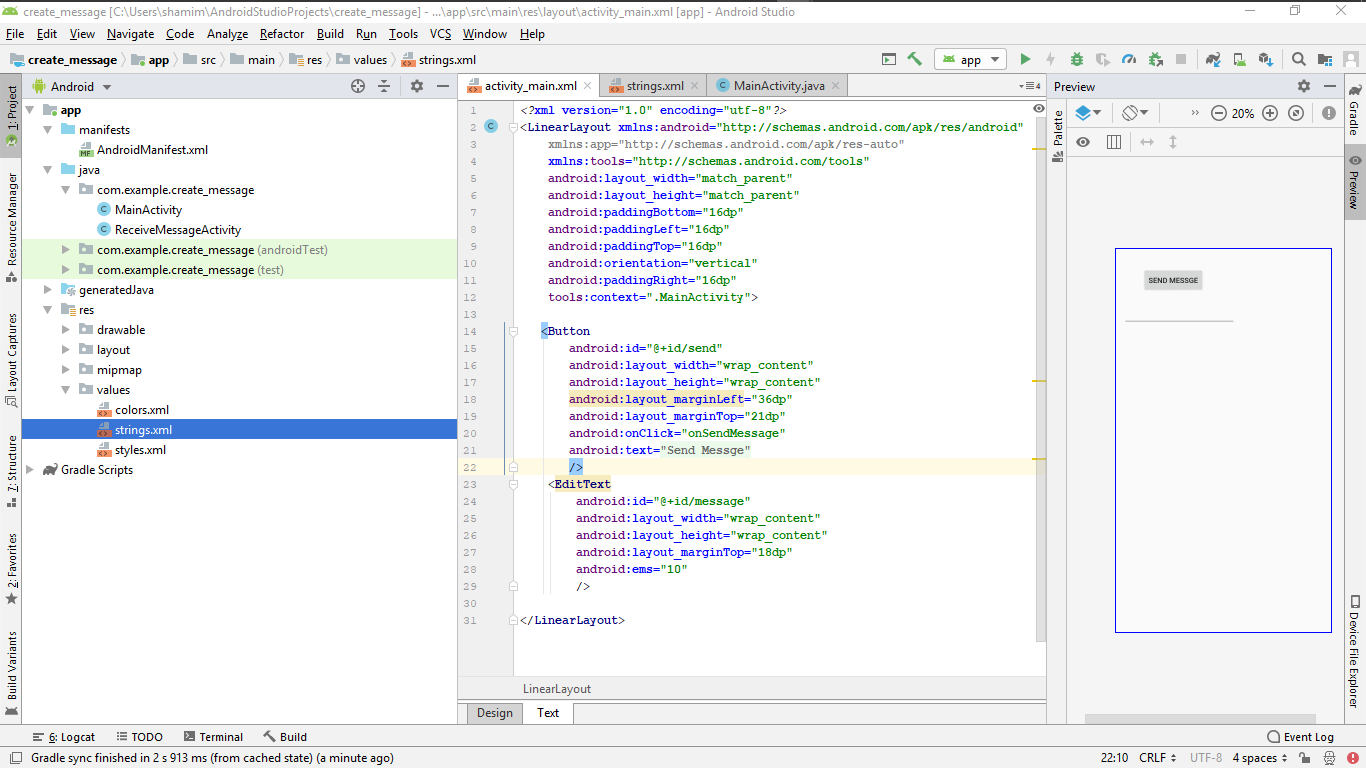 create_message [C:\Users\shamim\AndroidStudioProjects\create_message] - ...\app\src\main\res\layout\activity_main.xml [app] - Android Studio
File Edit View Navigate Code Analyze Refactor Build Run Tools VCS Window Help
create_message app src main res values strings.xml
app
1: Project
Resource Manager
Layout Captures
7: Structure
2: Favorites
Build Variants
Android
app
manifests
AndroidManifest.xml
java
com.example.create_message
MainActivity
ReceiveMessageActivity
com.example.create_message (androidTest)
com.example.create_message (test)
generatedJava
res
drawable
layout
mipmap
values
colors.xml
strings.xml
styles.xml
Gradle Scripts
activity_main.xml strings.xml MainActivity.java
4
1 <?xml version="1.0" encoding="utf-8"?>
2 <LinearLayout xmlns:android="http://schemas.android.com/apk/res/android"
3 xmlns:app="http://schemas.android.com/apk/res-auto"
4 xmlns:tools="http://schemas.android.com/tools"
5 android:layout_width="match_parent"
6 android:layout_height="match_parent"
7 android:paddingBottom="16dp"
8 android:paddingLeft="16dp"
9 android:paddingTop="16dp"
10 android:orientation="vertical"
11 android:paddingRight="16dp"
12 tools:context=".MainActivity">
13
14 <Button
15 android:id="@+id/send"
16 android:layout_width="wrap_content"
17 android:layout_height="wrap_content"
18 android:layout_marginLeft="36dp"
19 android:layout_marginTop="21dp"
20 android:onClick="onSendMessage"
21 android:text="Send Messge"
22 />
23 <EditText
24 android:id="@+id/message"
25 android:layout_width="wrap_content"
26 android:layout_height="wrap_content"
27 android:layout_marginTop="18dp"
28 android:ems="10"
29 />
30
31 </LinearLayout>
LinearLayout
Design Text
Preview
Palette
20%
SEND MESSGE
Gradle
Preview
Device File Explorer
6: Logcat TODO Terminal Build Event Log
Gradle sync finished in 2 s 913 ms (from cached state) (a minute ago) 22:10 CRLF UTF-8 4 spaces